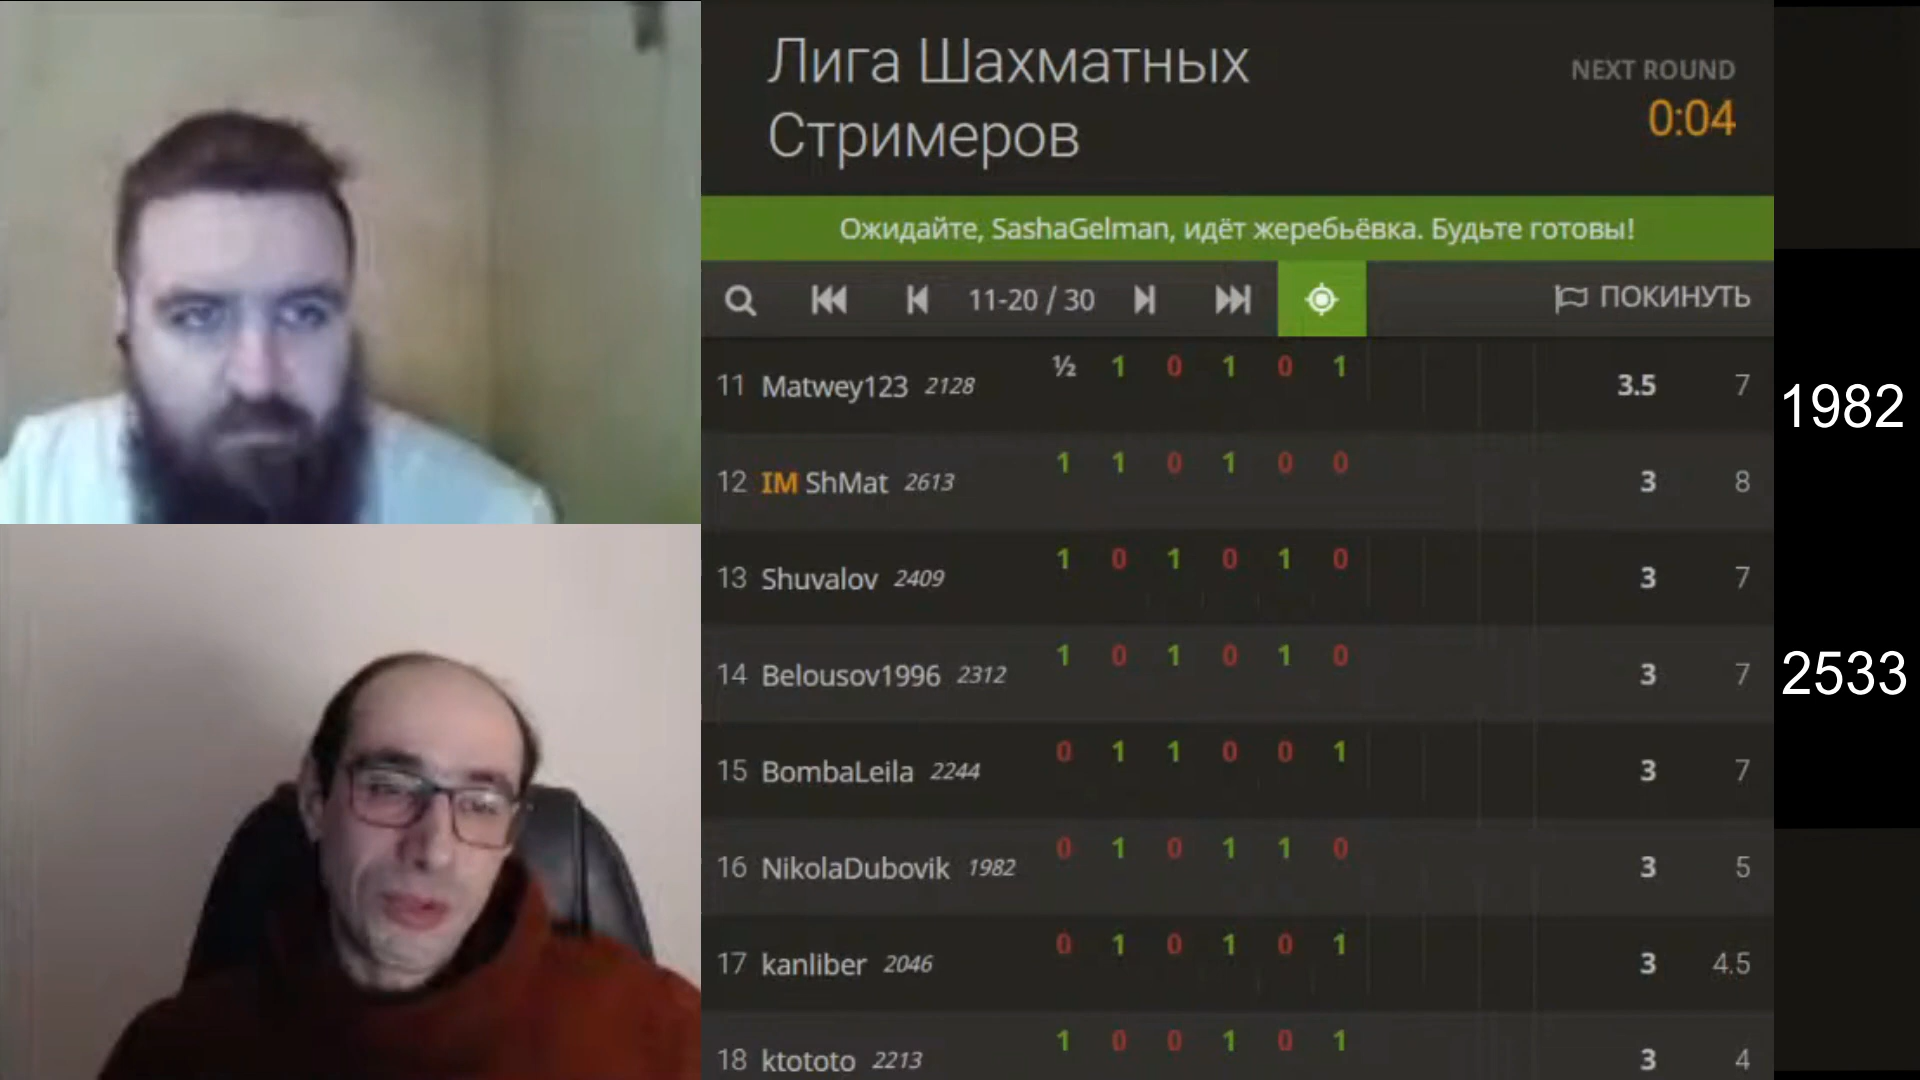 Лига Шахматных
Стримеров
NEXT ROUND
0:04
Ожидайте, SashaGelman, идёт жеребьёвка. Будьте готовы!
11-20 / 30
ПОКИНУТЬ
11 Matwey123 2128 ½ 1 0 1 0 1 3.5 7
12 IM ShMat 2613 1 1 0 1 0 0 3 8
13 Shuvalov 2409 1 0 1 0 1 0 3 7
14 Belousov1996 2312 1 0 1 0 1 0 3 7
15 BombaLeila 2244 0 1 1 0 0 1 3 7
16 NikolaDubovik 1982 0 1 0 1 1 0 3 5
17 kanliber 2046 0 1 0 1 0 1 3 4.5
18 ktototo 2213 1 0 0 1 0 1 3 4
1982
2533